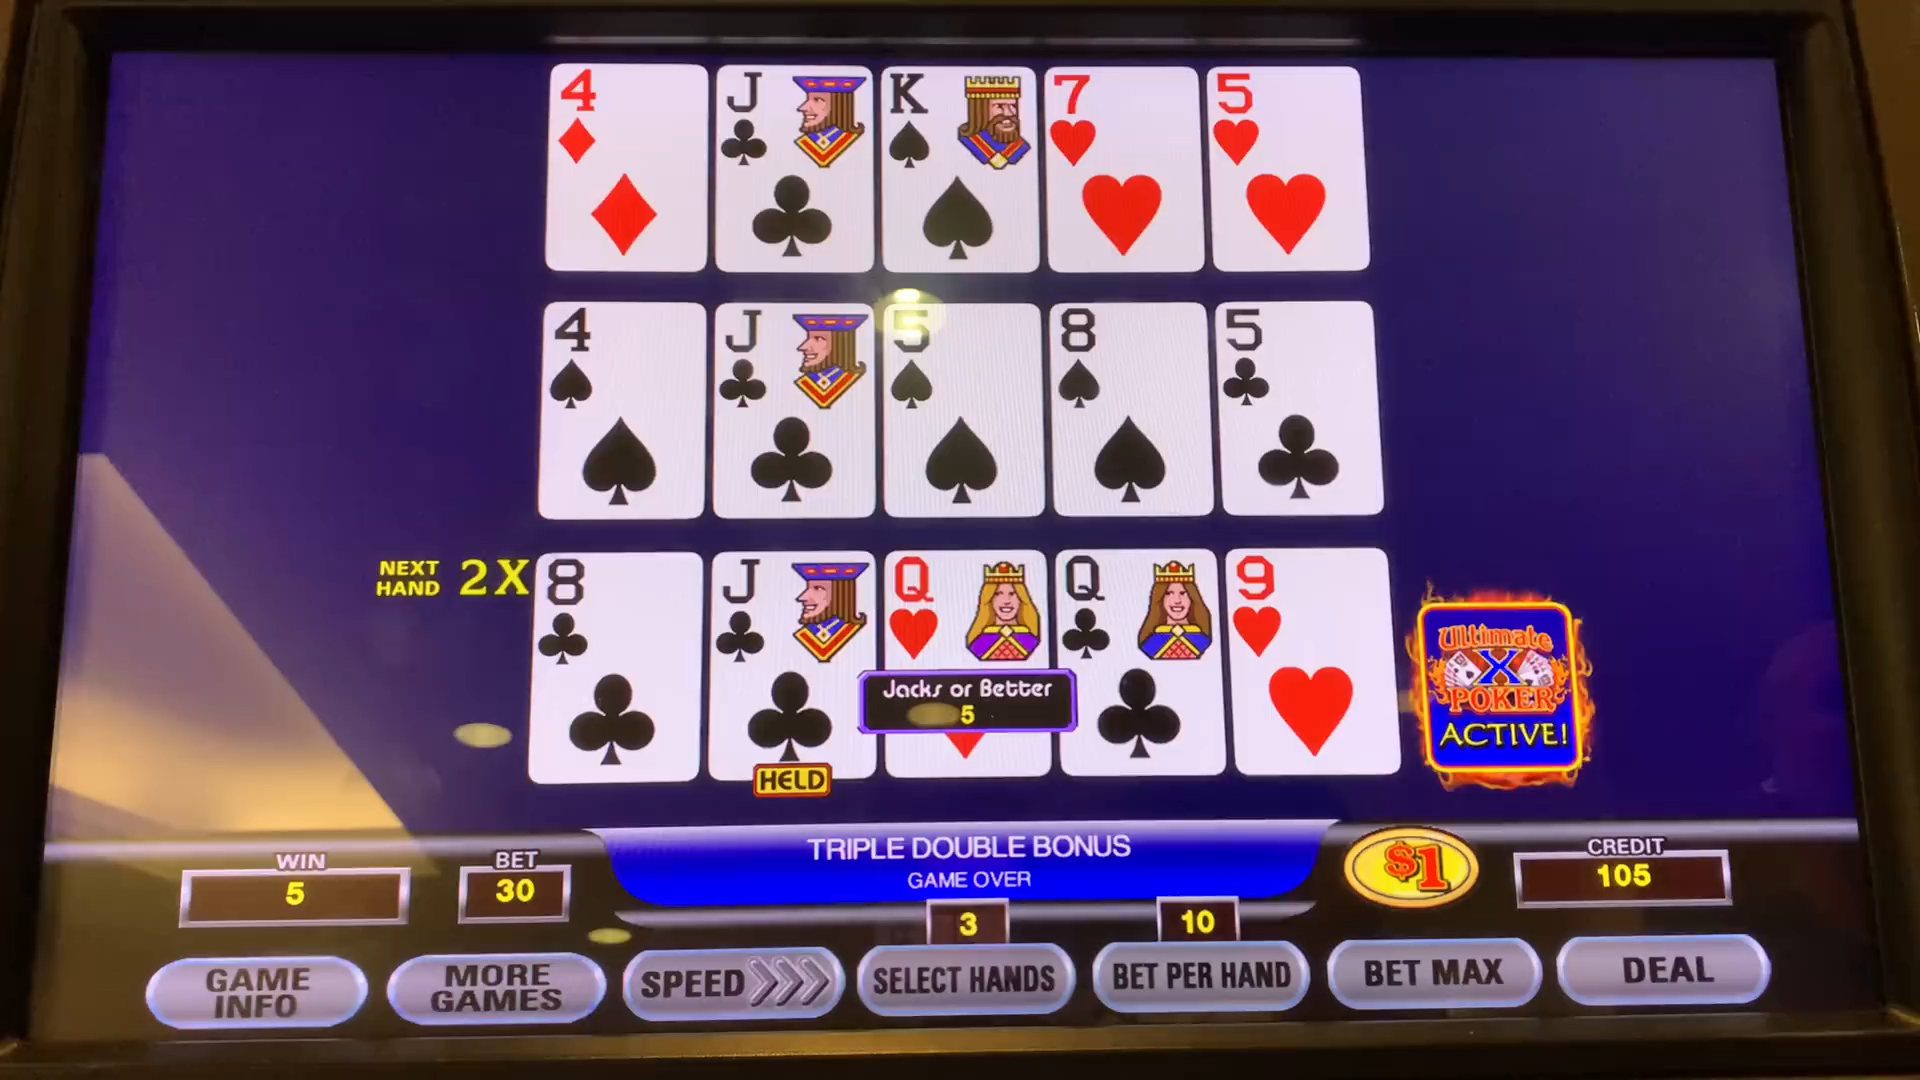 4 J K 7 5
4 J 5 8 5
NEXT HAND 2X
8 J Q Q 9
Jacks or Better
5
HELD
Ultimate
X
POKER
ACTIVE!
TRIPLE DOUBLE BONUS
GAME OVER
WIN
5
BET
30
$1
CREDIT
105
3
10
GAME INFO
MORE GAMES
SPEED
SELECT HANDS
BET PER HAND
BET MAX
DEAL